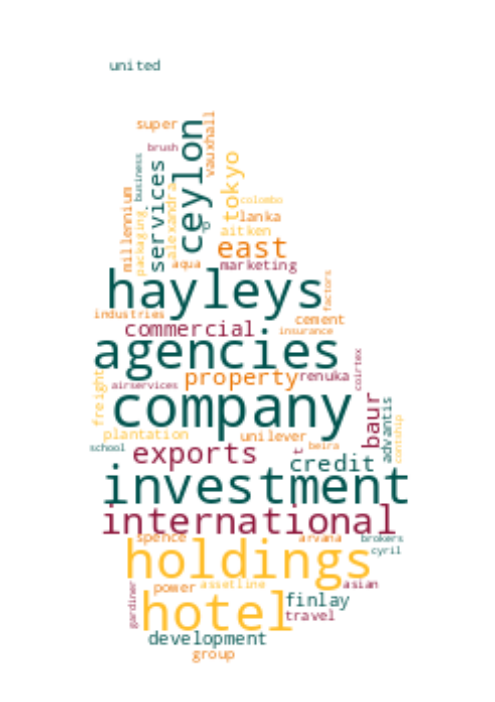 united
super
vauxhall
ceylon
brush
business
services
tokyo
millennium
packaging
alexandra
colombo
lanka
p
aitken
east
aqua
marketing
hayleys
factors
industries
cement
commercial
insurance
agencies
coirtex
property
renuka
airservices
freight
company
baur
advantis
contship
plantation
unilever
school
exports
t
beira
credit
investment
international
spence
arvana
brokers
holdings
cyril
gardiner
power
assetline
asian
hotel
finlay
travel
development
group